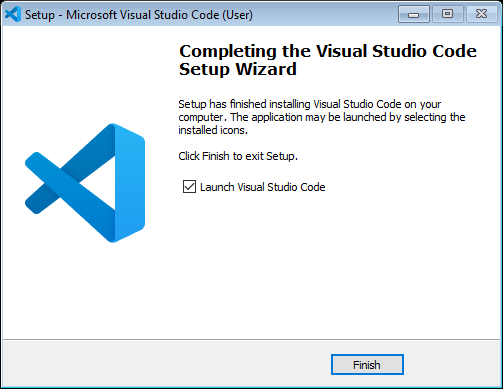 Setup - Microsoft Visual Studio Code (User)
Completing the Visual Studio Code
Setup Wizard
Setup has finished installing Visual Studio Code on your
computer. The application may be launched by selecting the
installed icons.
Click Finish to exit Setup.
Launch Visual Studio Code
Finish